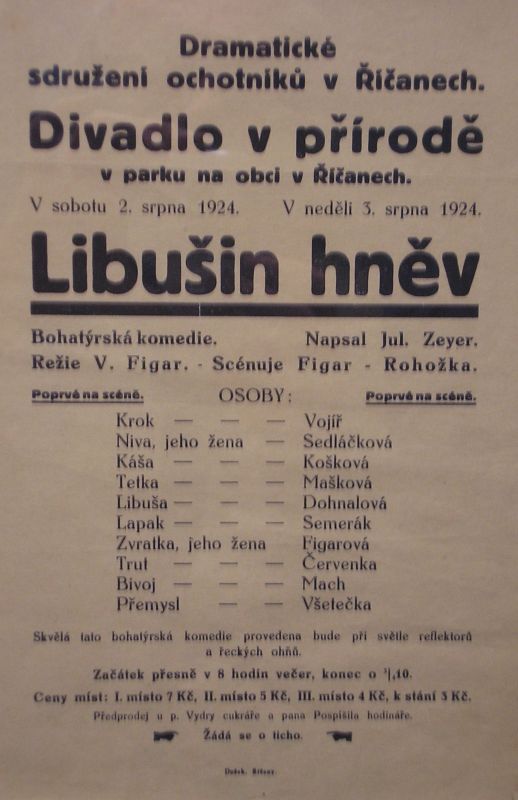 Dramatické
sdružení ochotníků v Říčanech.
Divadlo v přírodě
v parku na obci v Říčanech.
V sobotu 2. srpna 1924. V neděli 3. srpna 1924.
Libušin hněv
Bohatýrská komedie. Napsal Jul. Zeyer.
Režie V. Figar. - Scénuje Figar - Rohožka.
Poprvé na scéně. OSOBY: Poprvé na scéně.
Krok — — — Vojíř
Niva, jeho žena — Sedláčková
Káša — — — Košková
Tetka — — — Mašková
Libuša — — — Dohnalová
Lapak — — — Semerák
Zvratka, jeho žena Figarová
Trut — — — Červenka
Bivoj — — — Mach
Přemysl — — Všetečka
Skvělá tato bohatýrská komedie provedena bude při světle reflektorů
a řeckých ohňů.
Začátek přesně v 8 hodin večer, konec o ¾10.
Ceny míst: I. místo 7 Kč, II. místo 5 Kč, III. místo 4 Kč, k stání 3 Kč.
Předprodej u p. Vydry cukráře a pana Pospíšila hodináře.
Žádá se o ticho.
Dušek, Říčany.